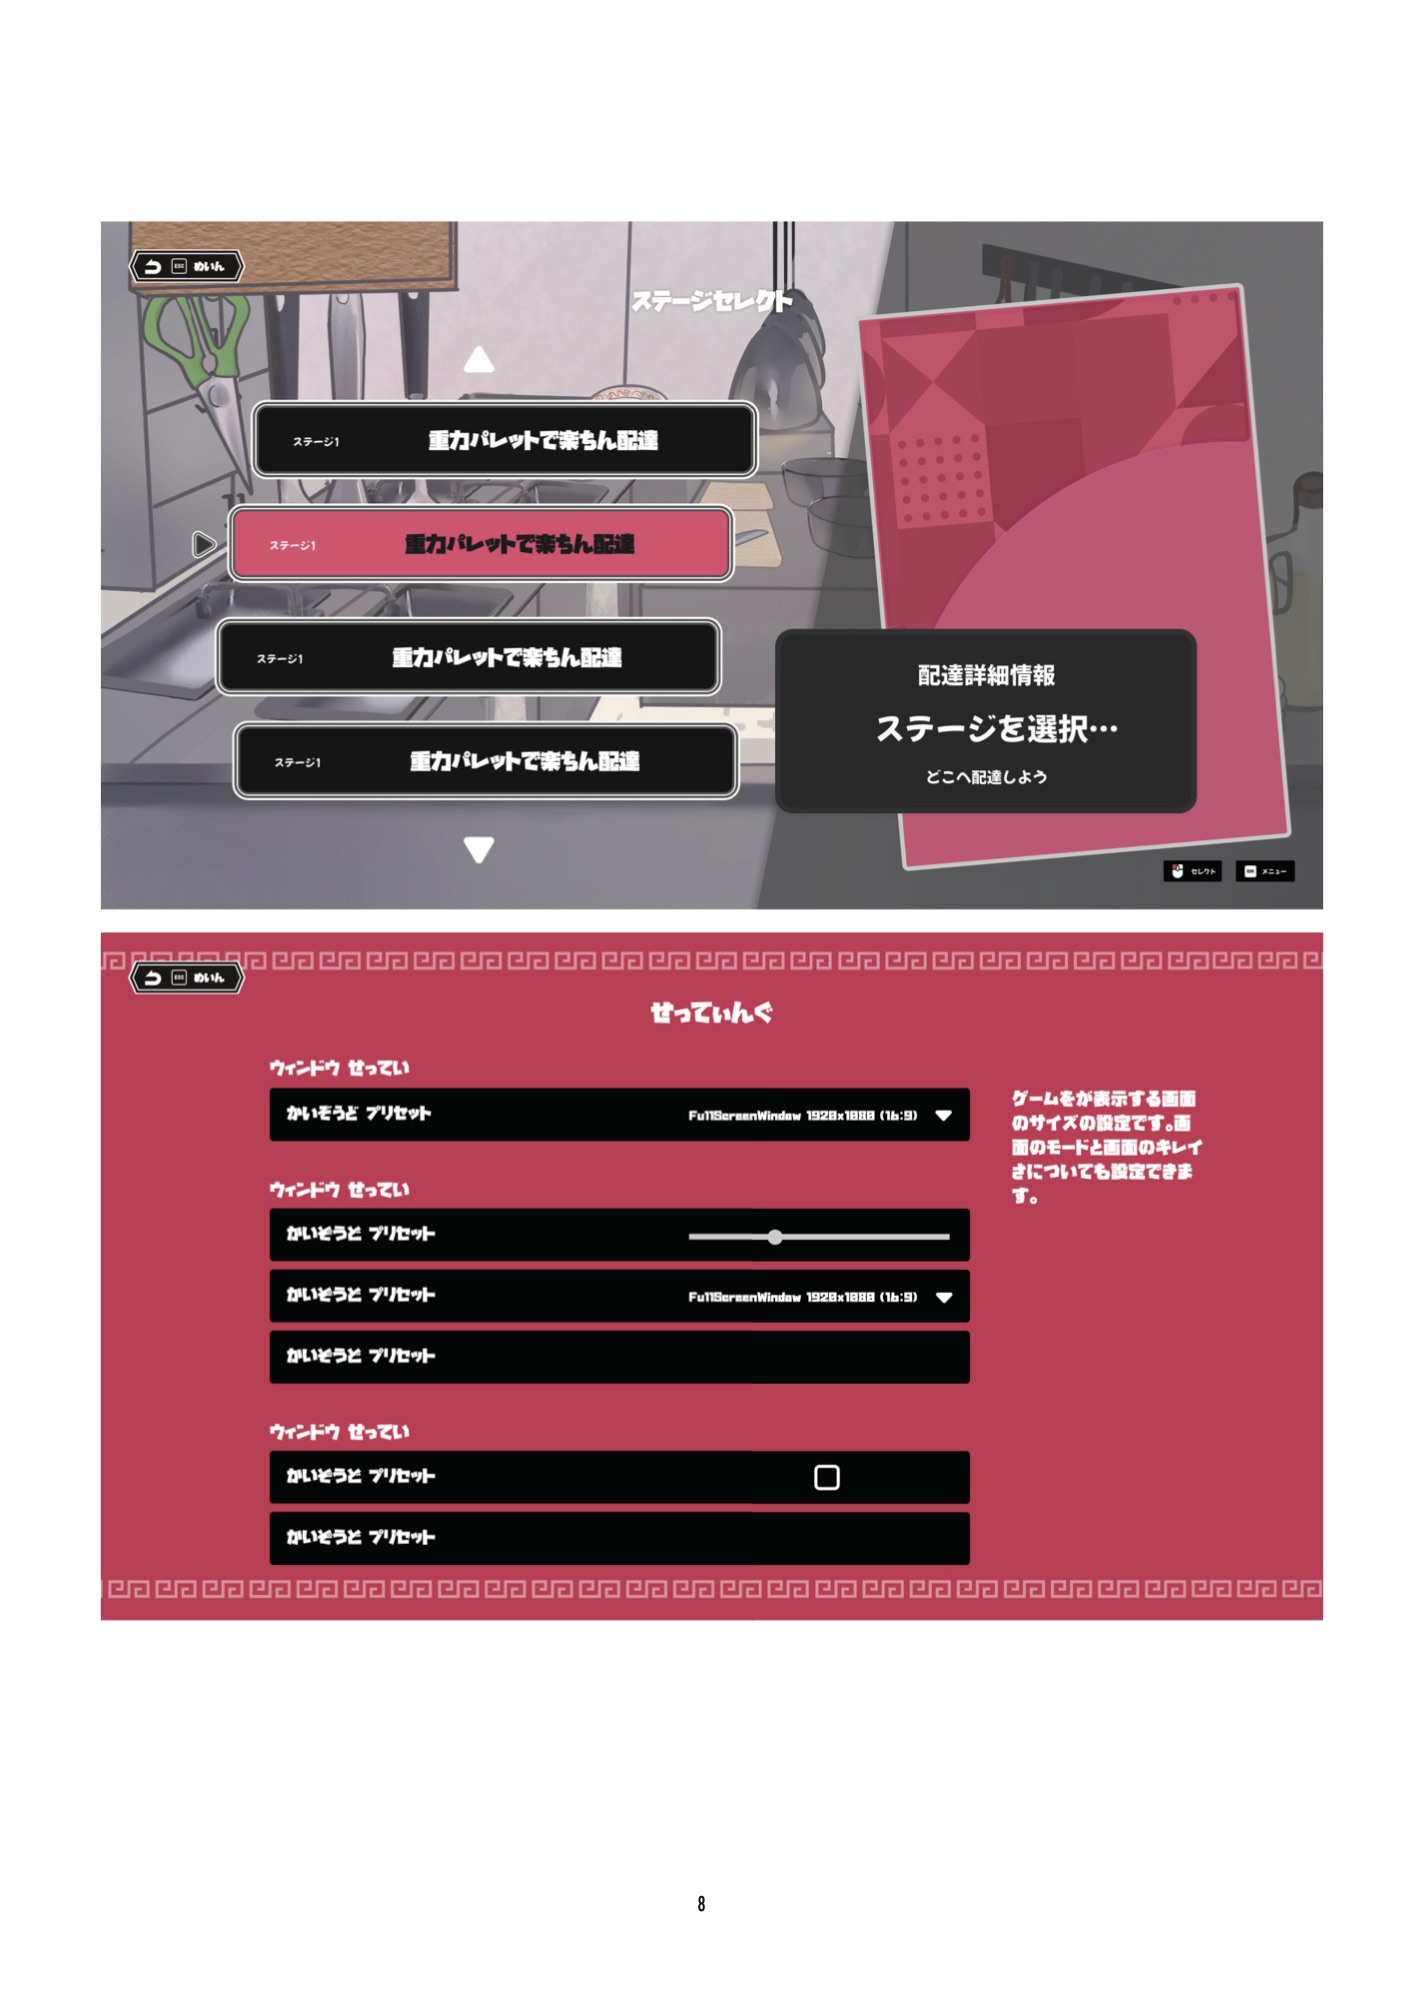 ESC めいん
ステージセレクト
ステージ1 重力パレットで楽ちん配達
ステージ1 重力パレットで楽ちん配達
ステージ1 重力パレットで楽ちん配達
ステージ1 重力パレットで楽ちん配達
配達詳細情報
ステージを選択…
どこへ配達しよう
セレクト ESC メニュー
ESC めいん
せってぃんぐ
ウィンドウ せってい
かいぞうど プリセット FullScreenWindow 1920x1080 (16:9)
ゲームをが表示する画面
のサイズの設定です。画
面のモードと画面のキレイ
さについても設定できま
す。
ウィンドウ せってい
かいぞうど プリセット
かいぞうど プリセット FullScreenWindow 1920x1080 (16:9)
かいぞうど プリセット
ウィンドウ せってい
かいぞうど プリセット
かいぞうど プリセット
8